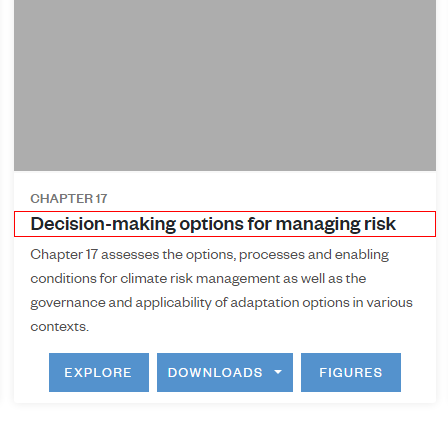 CHAPTER 17
Decision-making options for managing risk
Chapter 17 assesses the options, processes and enabling
conditions for climate risk management as well as the
governance and applicability of adaptation options in various
contexts.
EXPLORE DOWNLOADS FIGURES